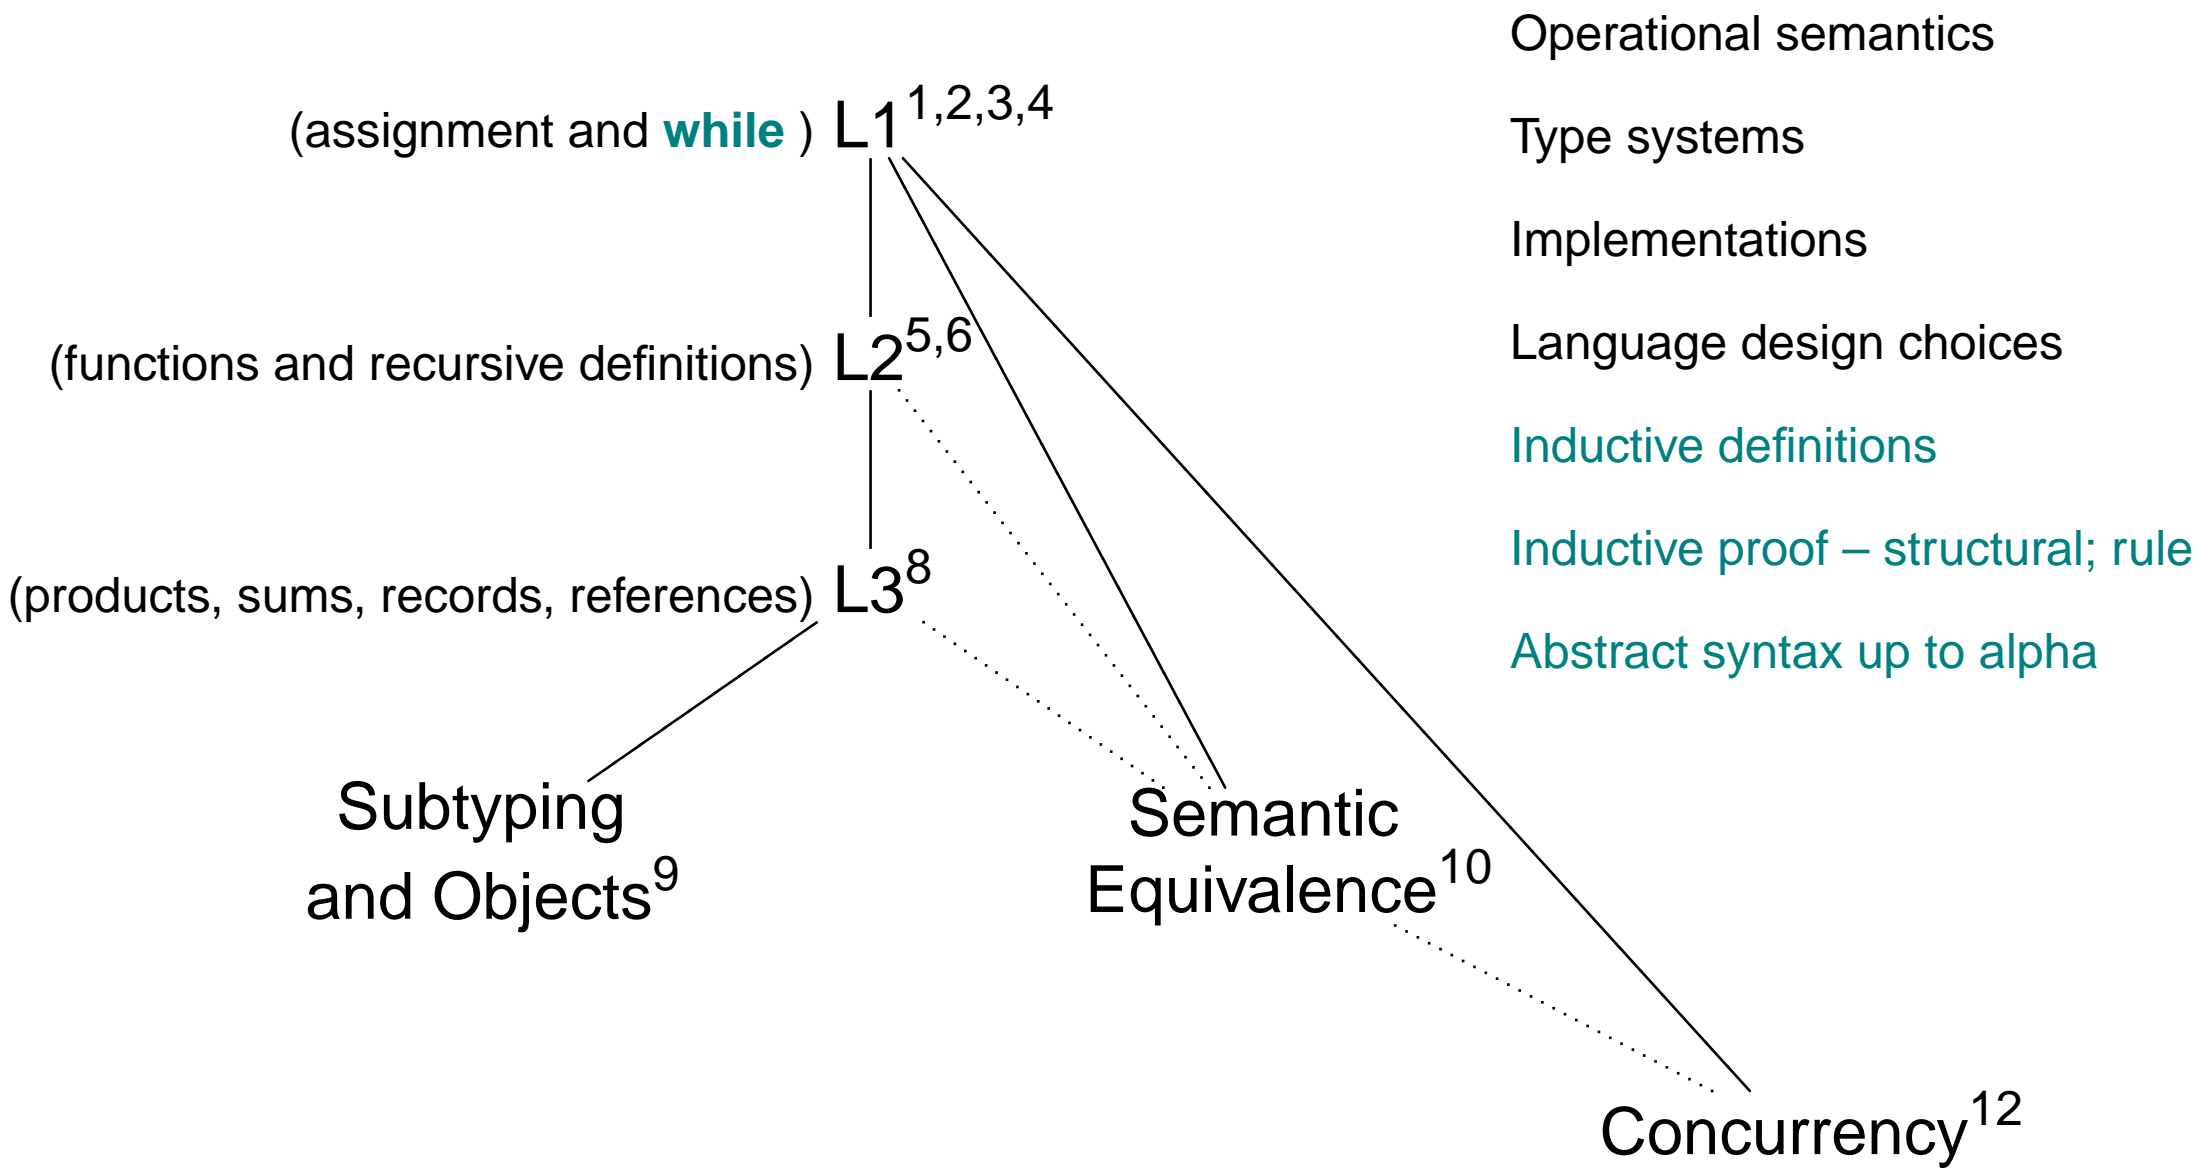 Operational semantics
(assignment and while ) L1^1,2,3,4
Type systems
Implementations
(functions and recursive definitions) L2^5,6
Language design choices
Inductive definitions
Inductive proof – structural; rule
(products, sums, records, references) L3^8
Abstract syntax up to alpha
Subtyping
and Objects^9
Semantic
Equivalence^10
Concurrency^12